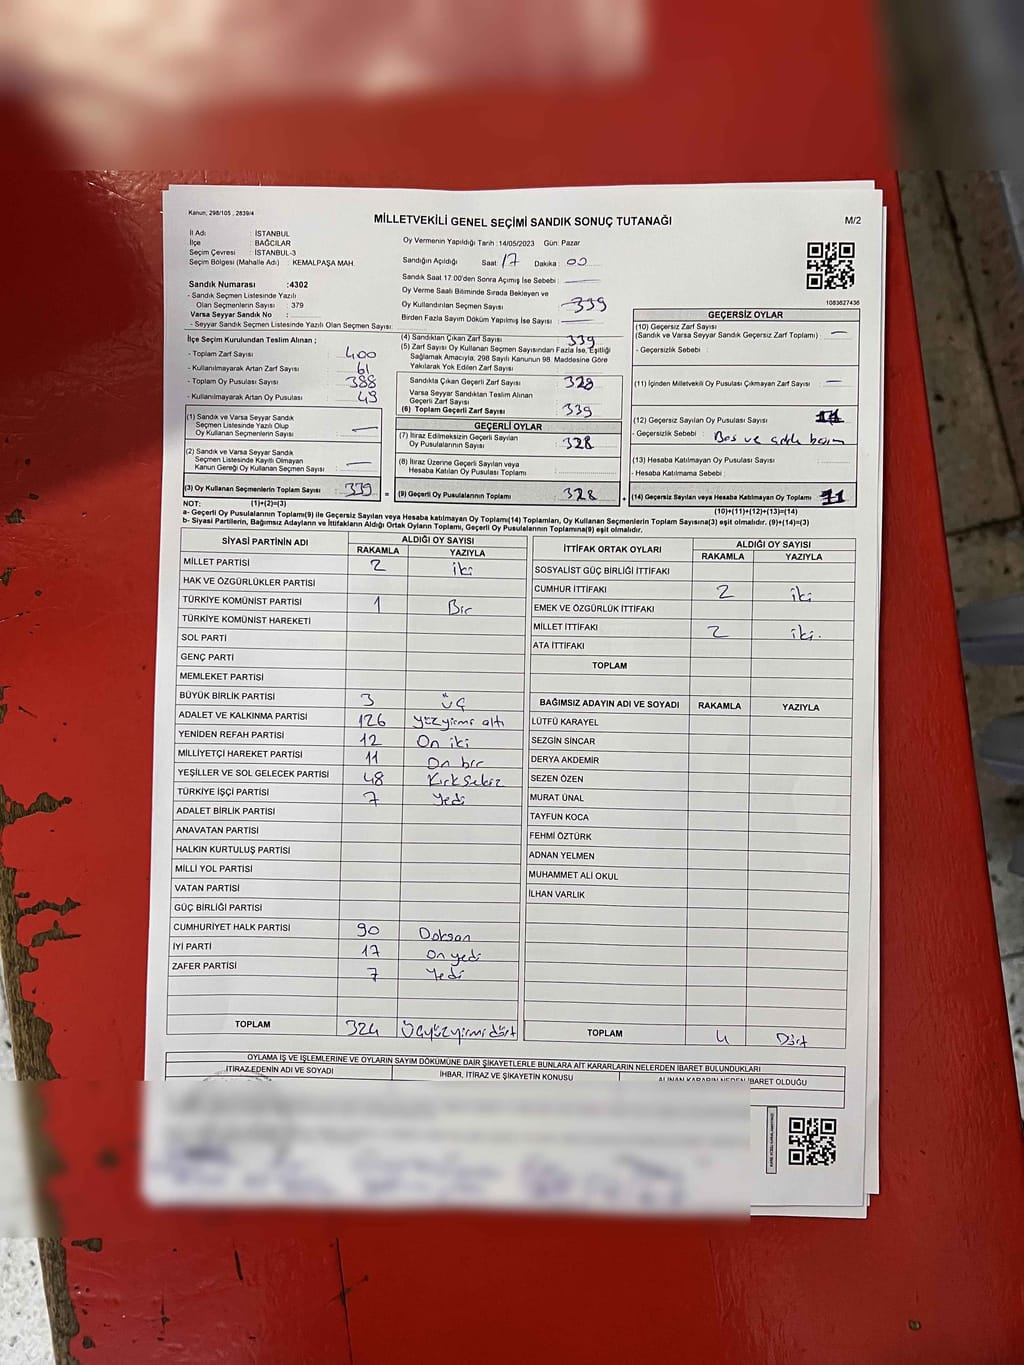 Kanun, 298/105 , 2839/4
MİLLETVEKİLİ GENEL SEÇİMİ SANDIK SONUÇ TUTANAĞI
M/2
İl Adı : İSTANBUL
İlçe : BAĞCILAR
Seçim Çevresi : İSTANBUL-3
Seçim Bölgesi (Mahalle Adı) : KEMALPAŞA MAH.
Sandık Numarası :4302
- Sandık Seçmen Listesinde Yazılı
Olan Seçmenlerin Sayısı : 379
Varsa Seyyar Sandık No :
- Seyyar Sandık Seçmen Listesinde Yazılı Olan Seçmen Sayısı:
Oy Vermenin Yapıldığı Tarih : 14/05/2023 Gün: Pazar
Sandığın Açıldığı Saat: 17 Dakika : 00
Sandık Saat 17:00'den Sonra Açımış İse Sebebi :
Oy Verme Saati Bitiminde Sırada Bekleyen ve
Oy Kullandırılan Seçmen Sayısı : 339
Birden Fazla Sayım Döküm Yapılmış İse Sayısı :
1083627436
İlçe Seçim Kurulundan Teslim Alınan ;
- Toplam Zarf Sayısı : 400
- Kullanılmayarak Artan Zarf Sayısı : 61
- Toplam Oy Pusulası Sayısı : 388
- Kullanılmayarak Artan Oy Pusulası : 49
(1) Sandık ve Varsa Seyyar Sandık
Seçmen Listesinde Yazılı Olup
Oy Kullanan Seçmenlerin Sayısı :
(2) Sandık ve Varsa Seyyar Sandık
Seçmen Listesinde Kayıtlı Olmayan
Kanun Gereği Oy Kullanan Seçmen Sayısı :
(3) Oy Kullanan Seçmenlerin Toplam Sayısı : 339
(1)+(2)=(3)
(4) Sandıktan Çıkan Zarf Sayısı : 339
(5) Zarf Sayısı Oy Kullanan Seçmen Sayısından Fazla İse, Eşitliği
Sağlamak Amacıyla, 298 Sayılı Kanunun 98. Maddesine Göre
Yakılarak Yok Edilen Zarf Sayısı :
Sandıkta Çıkan Geçerli Zarf Sayısı : 328
Varsa Seyyar Sandıktan Teslim Alınan
Geçerli Zarf Sayısı :
(6) Toplam Geçerli Zarf Sayısı : 339
GEÇERLİ OYLAR
(7) İtiraz Edilmeksizin Geçerli Sayılan
Oy Pusulalarının Sayısı : 328
(8) İtiraz Üzerine Geçerli Sayılan veya
Hesaba Katılan Oy Pusulası Toplamı :
= (9) Geçerli Oy Pusulalarının Toplamı : 328
GEÇERSİZ OYLAR
(10) Geçersiz Zarf Sayısı
(Sandık ve Varsa Seyyar Sandık Geçersiz Zarf Toplamı) :
- Geçersizlik Sebebi :
(11) İçinden Milletvekili Oy Pusulası Çıkmayan Zarf Sayısı :
(12) Geçersiz Sayılan Oy Pusulası Sayısı :
- Geçersizlik Sebebi : Bos ve
(13) Hesaba Katılmayan Oy Pusulası Sayısı :
- Hesaba Katılmama Sebebi :
+ (14) Geçersiz Sayılan veya Hesaba Katılmayan Oy Toplamı : 11
(10)+(11)+(12)+(13)=(14)
NOT:
a- Geçerli Oy Pusulalarının Toplamı(9) ile Geçersiz Sayılan veya Hesaba katılmayan Oy Toplamı(14) Toplamları, Oy Kullanan Seçmenlerin Toplam Sayısına(3) eşit olmalıdır. (9)+(14)=(3)
b- Siyasi Partilerin, Bağımsız Adayların ve İttifakların Aldığı Ortak Oyların Toplamı, Geçerli Oy Pusulalarının Toplamına(9) eşit olmalıdır.
SİYASİ PARTİNİN ADI ALDIĞI OY SAYISI
RAKAMLA YAZIYLA
MİLLET PARTİSİ 2 iki
HAK VE ÖZGÜRLÜKLER PARTİSİ
TÜRKİYE KOMÜNİST PARTİSİ 1 Bir
TÜRKİYE KOMÜNİST HAREKETİ
SOL PARTİ
GENÇ PARTİ
MEMLEKET PARTİSİ
BÜYÜK BİRLİK PARTİSİ 3 üç
ADALET VE KALKINMA PARTİSİ 126 yüzyirmi altı
YENİDEN REFAH PARTİSİ 12 On iki
MİLLİYETÇİ HAREKET PARTİSİ 11 On bir
YEŞİLLER VE SOL GELECEK PARTİSİ 48 Kırksekiz
TÜRKİYE İŞÇİ PARTİSİ 7 Yedi
ADALET BİRLİK PARTİSİ
ANAVATAN PARTİSİ
HALKIN KURTULUŞ PARTİSİ
MİLLİ YOL PARTİSİ
VATAN PARTİSİ
GÜÇ BİRLİĞİ PARTİSİ
CUMHURİYET HALK PARTİSİ 90 Doksan
İYİ PARTİ 17 On yedi
ZAFER PARTİSİ 7 Yedi
TOPLAM 324 Üçyüzyirmidört
İTTİFAK ORTAK OYLARI ALDIĞI OY SAYISI
RAKAMLA YAZIYLA
SOSYALİST GÜÇ BİRLİĞİ İTTİFAKI
CUMHUR İTTİFAKI 2 iki
EMEK VE ÖZGÜRLÜK İTTİFAKI
MİLLET İTTİFAKI 2 iki.
ATA İTTİFAKI
TOPLAM
BAĞIMSIZ ADAYIN ADI VE SOYADI RAKAMLA YAZIYLA
LÜTFÜ KARAYEL
SEZGİN SİNCAR
DERYA AKDEMİR
SEZEN ÖZEN
MURAT ÜNAL
TAYFUN KOCA
FEHMİ ÖZTÜRK
ADNAN YELMEN
MUHAMMET ALİ OKUL
İLHAN VARLIK
TOPLAM 4 Dört
OYLAMA İŞ VE İŞLEMLERİNE VE OYLARIN SAYIM DÖKÜMÜNE DAİR ŞİKAYETLERLE BUNLARA AİT KARARLARIN NELERDEN İBARET BULUNDUKLARI
İTİRAZ EDENİN ADI VE SOYADI İHBAR, İTİRAZ VE ŞİKAYETİN KONUSU ALINAN KARARIN NEDEN İBARET OLDUĞU